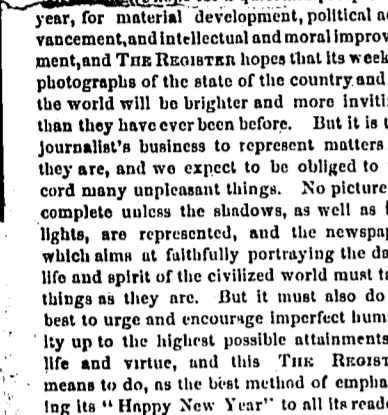 year, for material development, political a
vancement, and intellectual and moral improv
ment, and THE REGISTER hopes that its week
photographs of the state of the country and
the world will be brighter and more inviti
than they have ever been before. But it is t
journalist's business to represent matters
they are, and we expect to be obliged to
cord many unpleasant things. No picture
complete unless the shadows, as well as
lights, are represented, and the newspa
which aims at faithfully portraying the da
life and spirit of the civilized world must ta
things as they are. But it must also do
best to urge and encourage imperfect hum
ity up to the highest possible attainments
life and virtue, and this THE REGIST
means to do, as the best method of empha
ing its "Happy New Year" to all its read